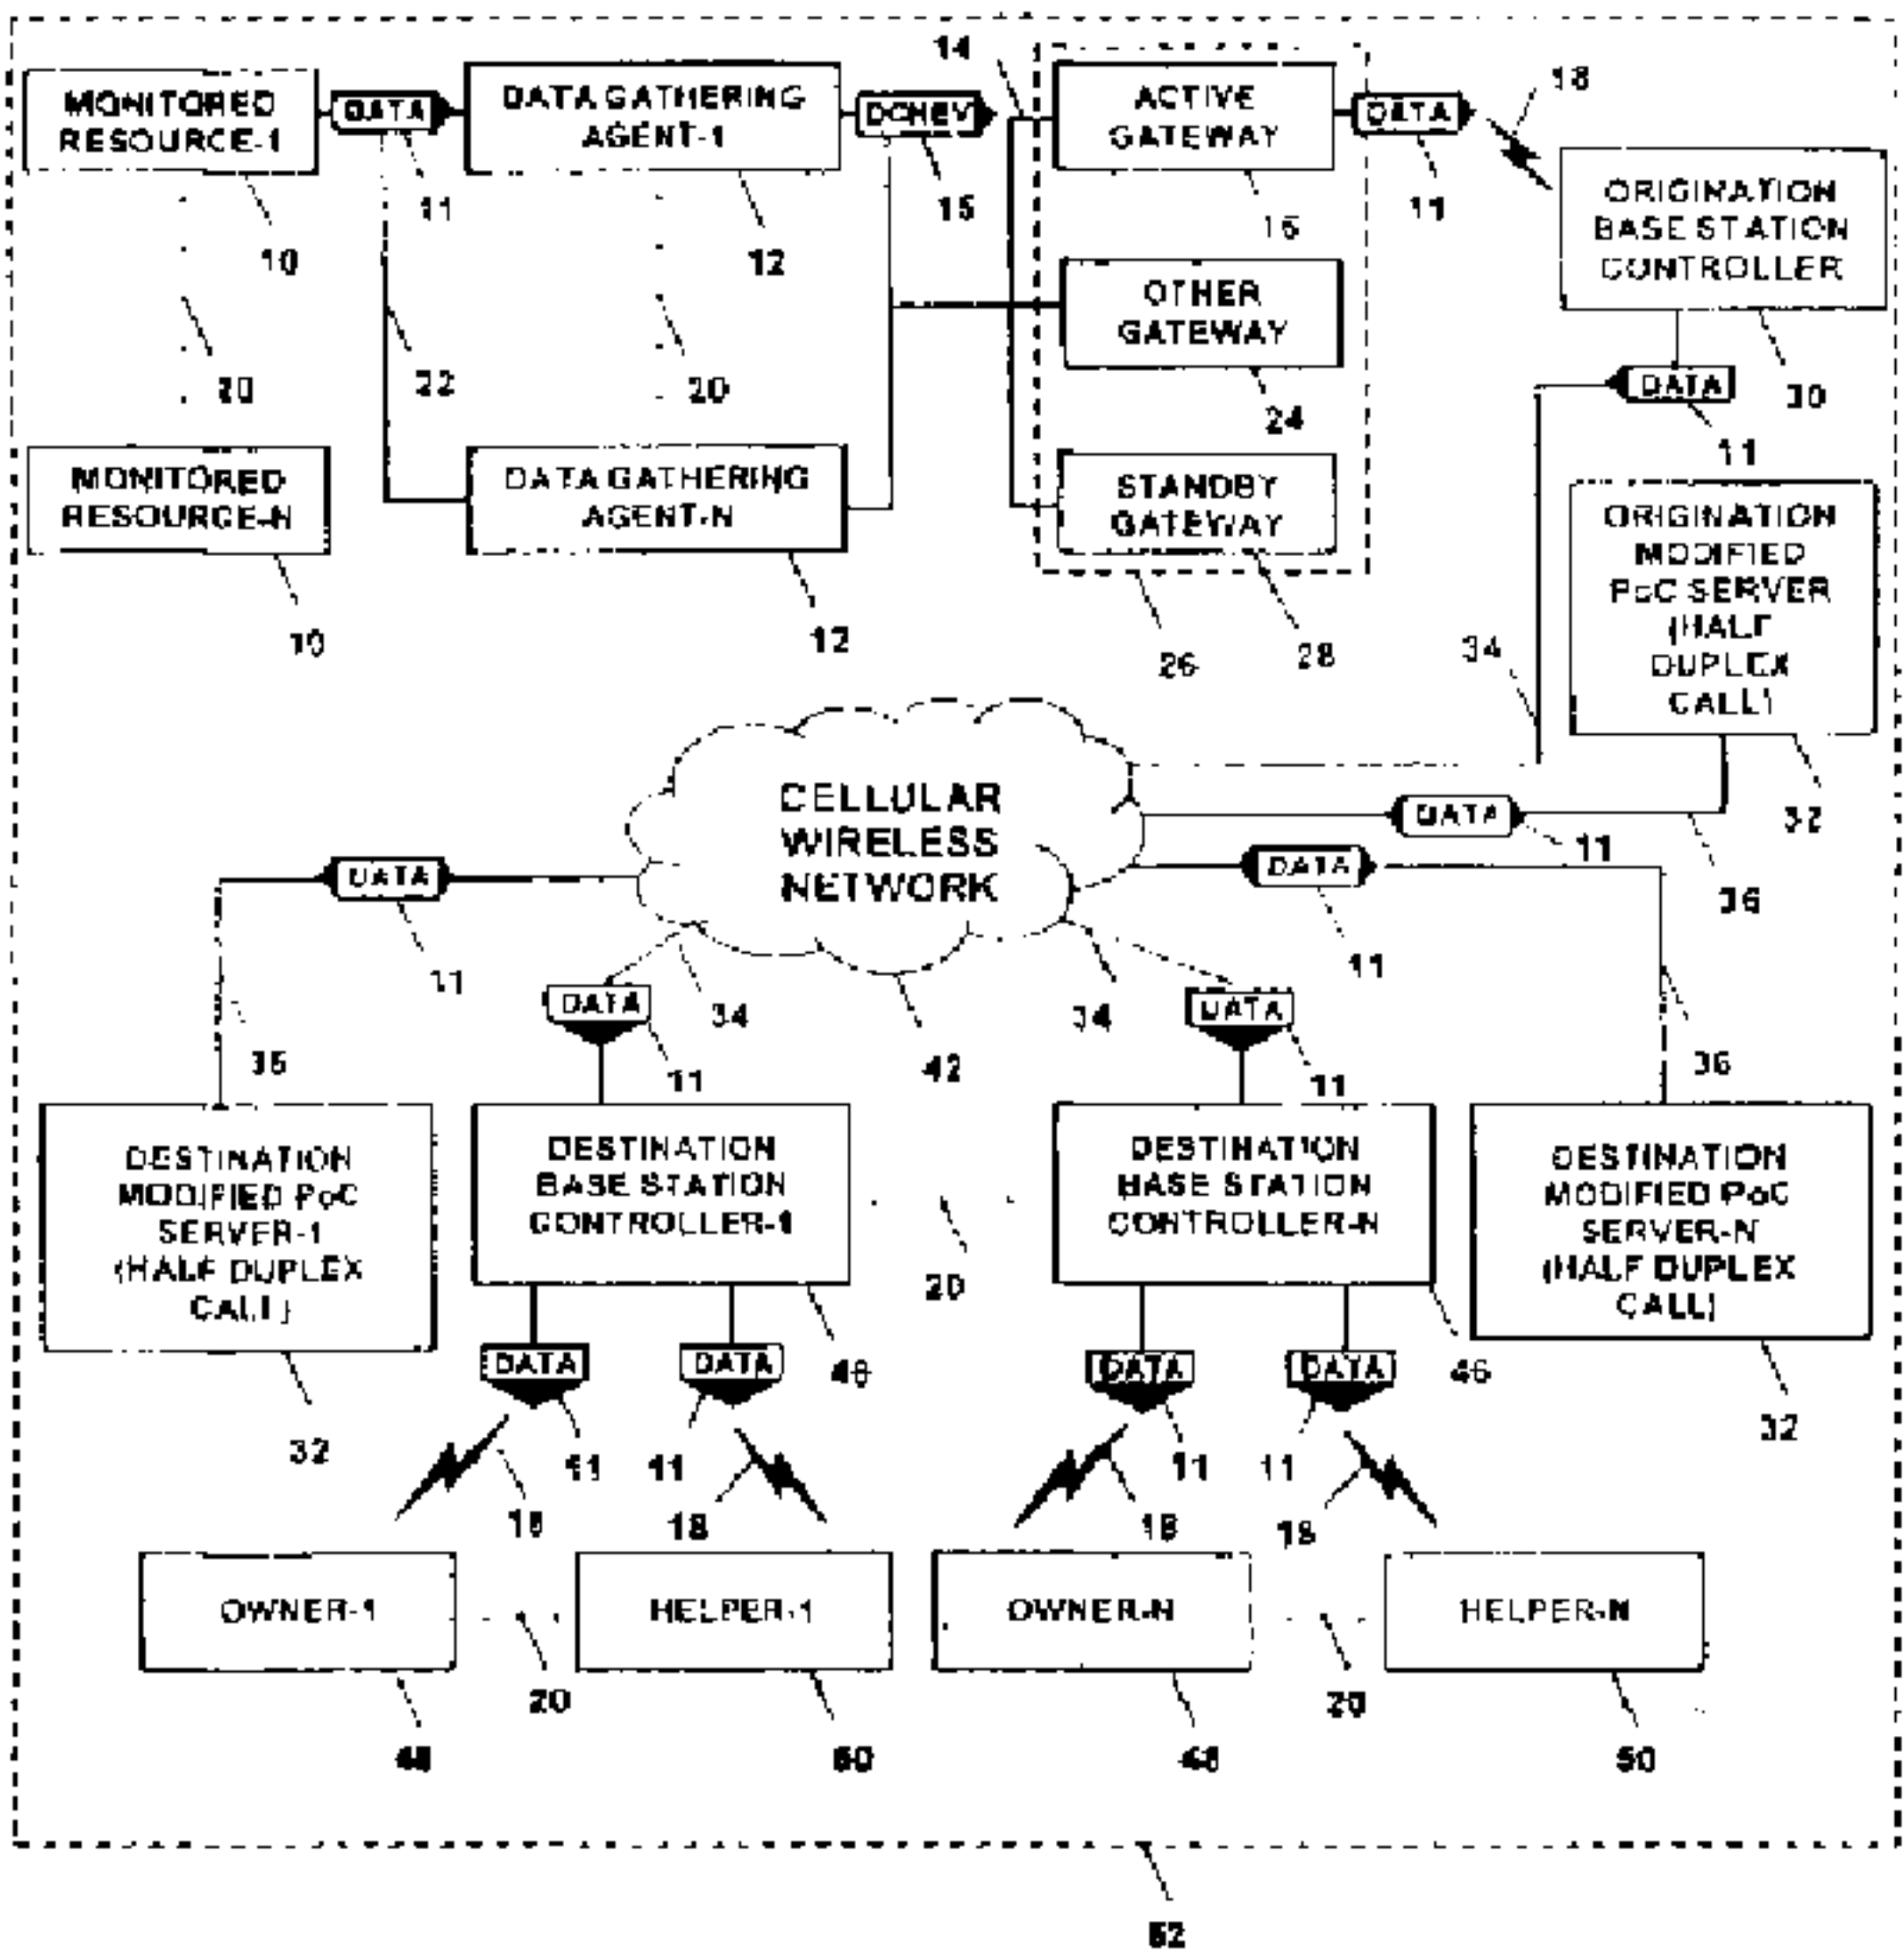 MONITORED
RESOURCE-1
DATA
DATA GATHERING
AGENT-1
14
ACTIVE
GATEWAY
DATA
18
11
15
11
10
12
ORIGINATION
BASE STATION
CONTROLLER
OTHER
GATEWAY
20
22
20
24
DATA
30
11
MONITORED
RESOURCE-N
DATA GATHERING
AGENT-N
STANDBY
GATEWAY
ORIGINATION
MODIFIED
PoC SERVER
(HALF
DUPLEX
CALL)
10
12
26
28
34
CELLULAR
WIRELESS
NETWORK
DATA
32
11
DATA
DATA
36
11
11
DATA
34
34
DATA
36
11
42
11
36
DESTINATION
MODIFIED PoC
SERVER-1
(HALF DUPLEX
CALL)
DESTINATION
BASE STATION
CONTROLLER-1
20
DESTINATION
BASE STATION
CONTROLLER-N
DESTINATION
MODIFIED PoC
SERVER-N
(HALF DUPLEX
CALL)
DATA
DATA
DATA
DATA
46
32
11
11
11
11
32
18
18
18
OWNER-1
HELPER-1
OWNER-N
HELPER-N
20
20
48
50
48
50
52